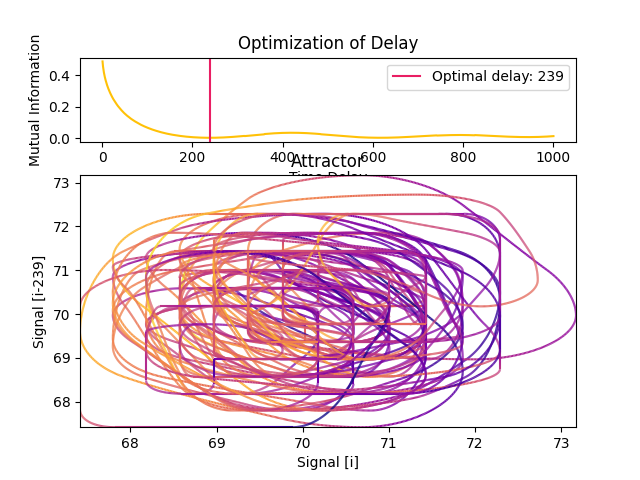 Optimization of Delay
Mutual Information
0.4
0.2
0.0
Optimal delay: 239
0 200 400 600 800 1000
Time Delay
Attractor
Signal [i-239]
73
72
71
70
69
68
68 69 70 71 72 73
Signal [i]